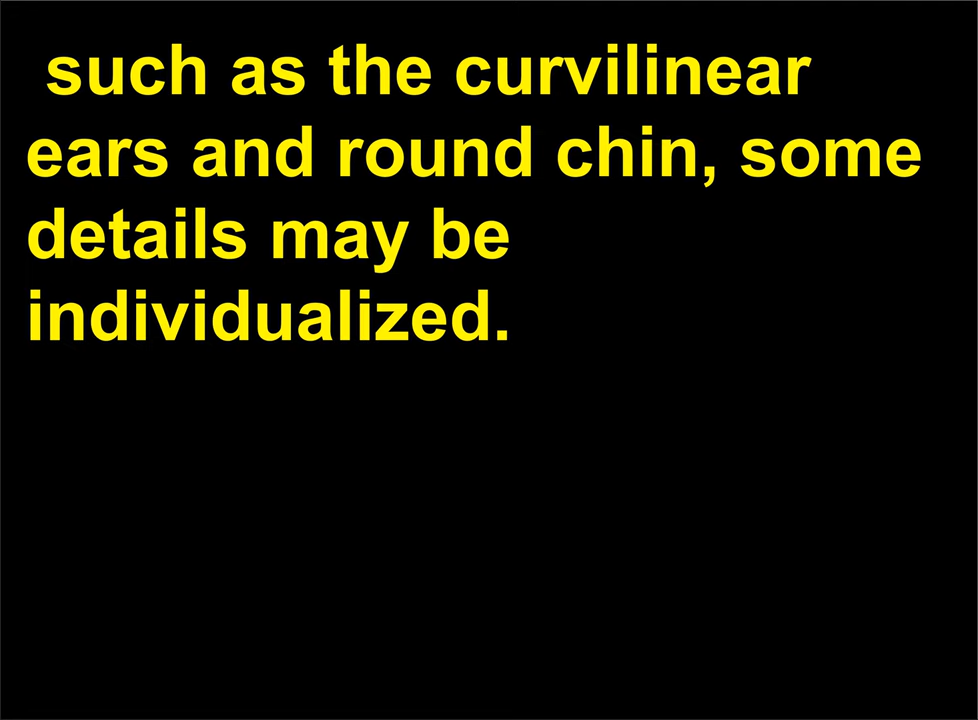 such as the curvilinear
ears and round chin, some
details may be
individualized.